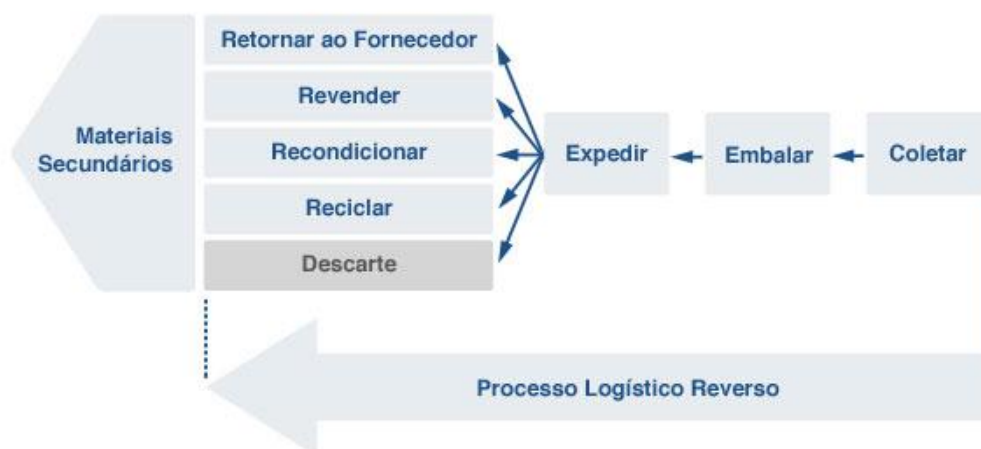 Retornar ao Fornecedor
Revender
Recondicionar
Reciclar
Descarte
Materiais
Secundários
Expedir
Embalar
Coletar
Processo Logístico Reverso